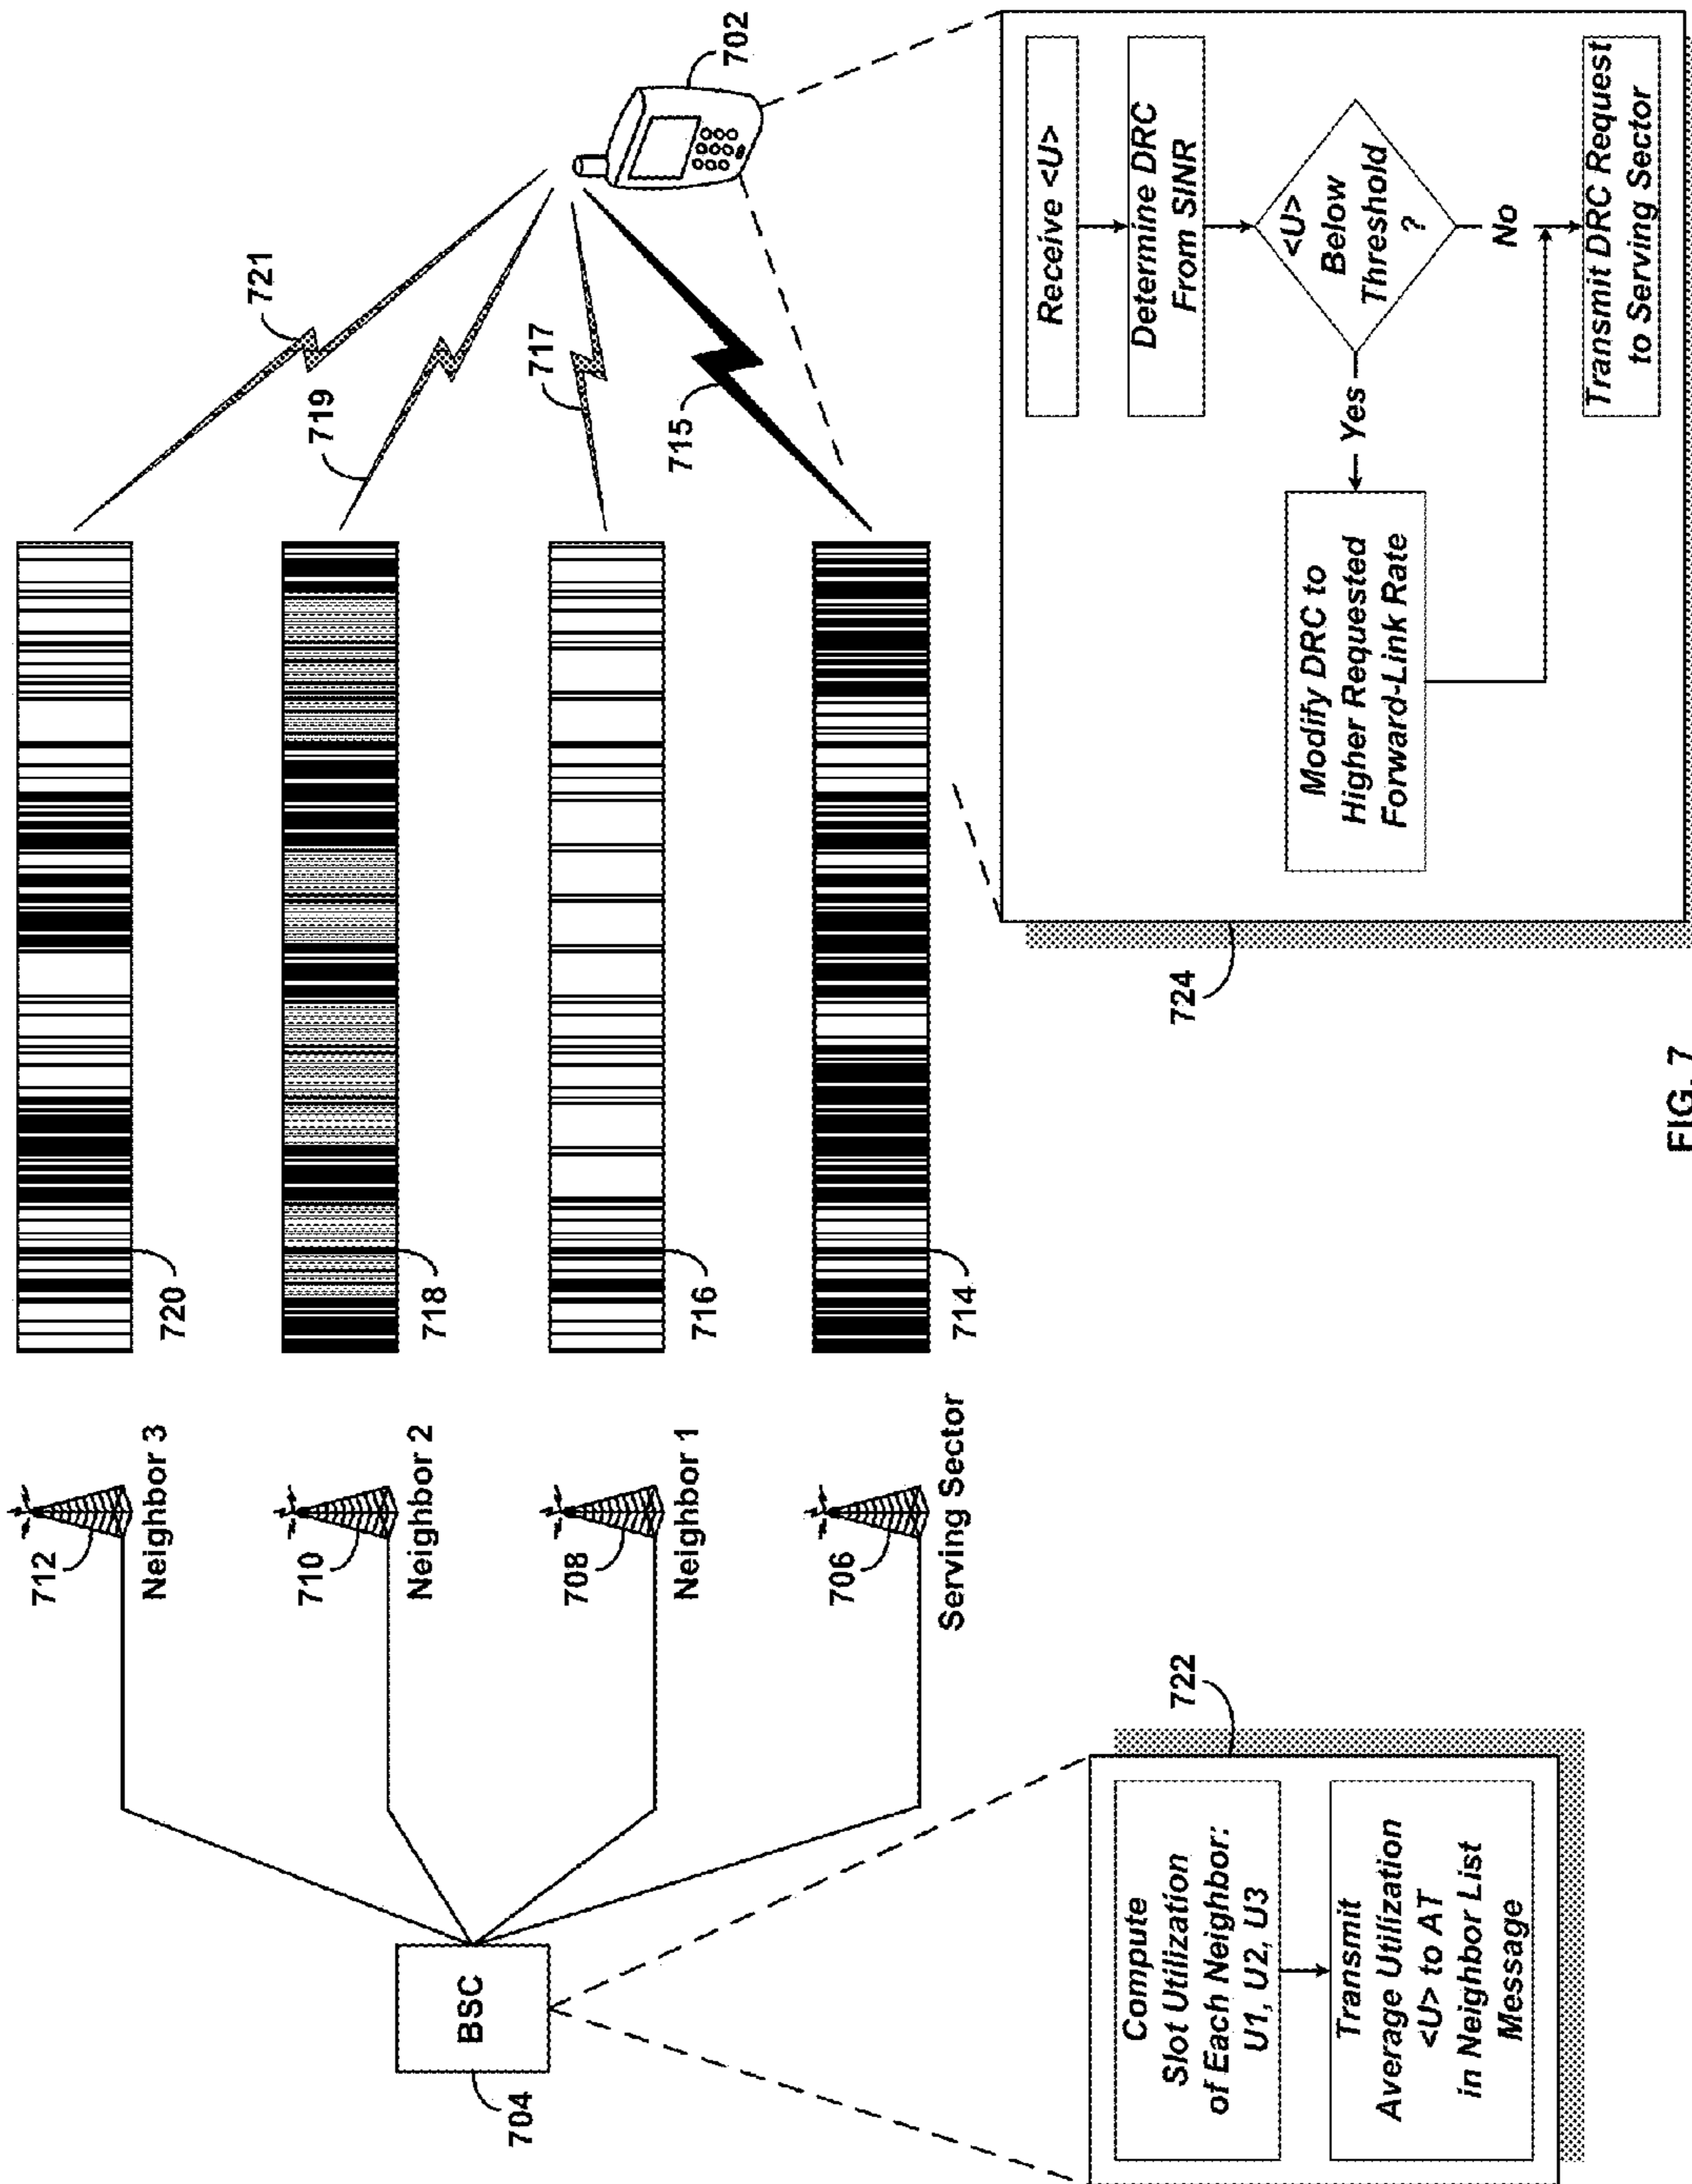 BSC
704
712
Neighbor 3
710
Neighbor 2
708
Neighbor 1
706
Serving Sector
720
718
716
714
721
719
717
715
702
722
Compute
Slot Utilization
of Each Neighbor:
U1, U2, U3
Transmit
Average Utilization
<U> to AT
in Neighbor List
Message
724
Receive <U>
Determine DRC
From SINR
<U>
Below
Threshold
?
Yes
No
Modify DRC to
Higher Requested
Forward-Link Rate
Transmit DRC Request
to Serving Sector
FIG. 7